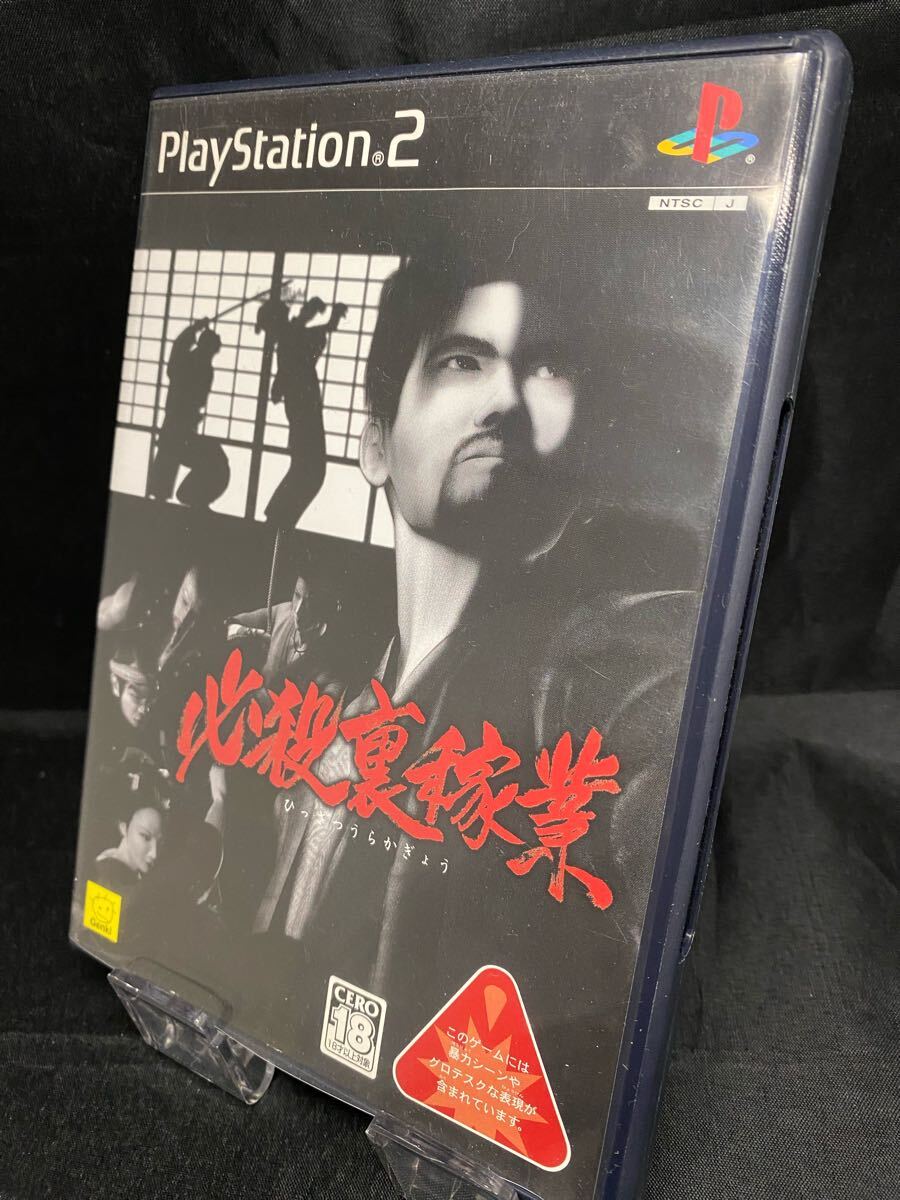 PlayStation®2
®
NTSC J
必殺裏稼業
ひっさつうらかぎょう
Genki
CERO
18
18才以上対象
このゲームには
暴力シーンや
グロテスクな表現が
含まれています。